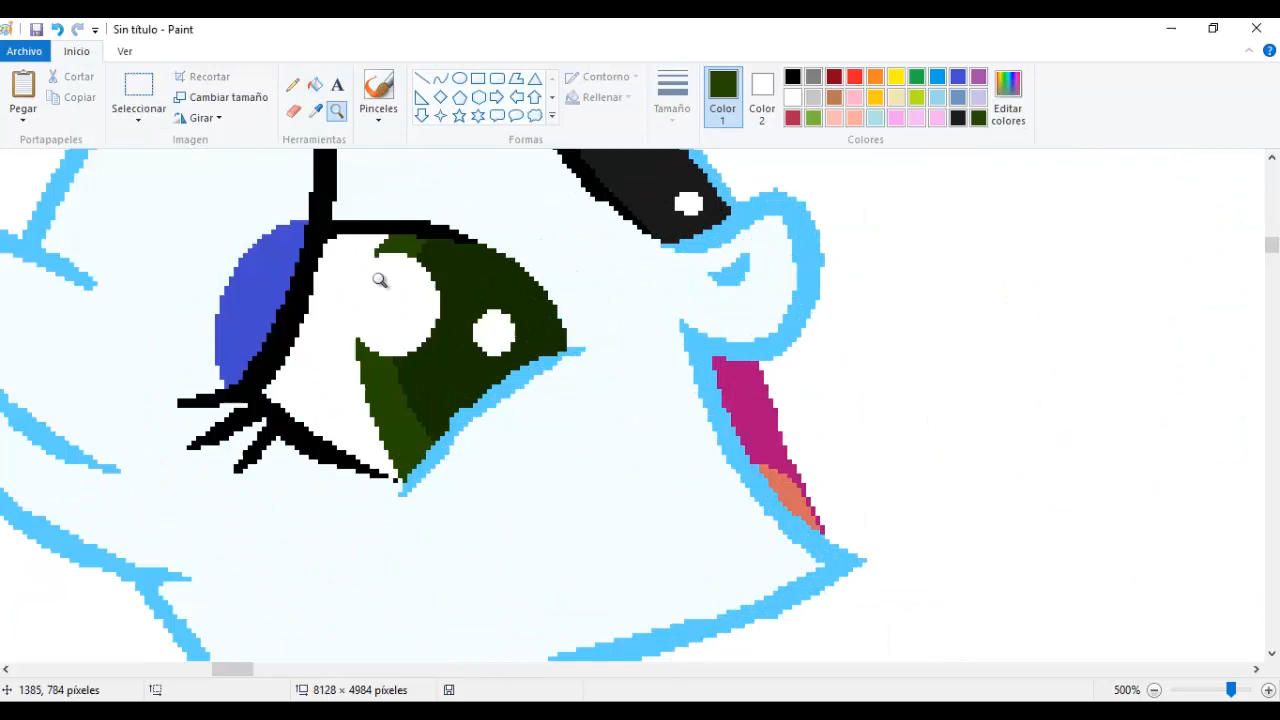 Sin título - Paint
Archivo Inicio Ver
Pegar
Cortar
Copiar
Portapapeles
Seleccionar
Recortar
Cambiar tamaño
Girar
Imagen
A
Herramientas
Pinceles
Contorno
Rellenar
Formas
Tamaño
Color 1
Color 2
Editar colores
Colores
1385, 784 píxeles
8128 × 4984 píxeles
500%